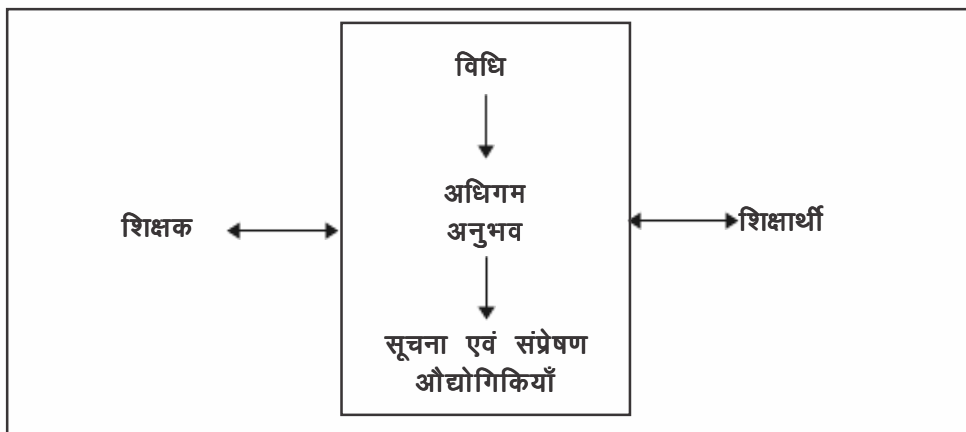 विधि
अधिगम
अनुभव
शिक्षक
शिक्षार्थी
सूचना एवं संप्रेषण
औद्योगिकियाँ